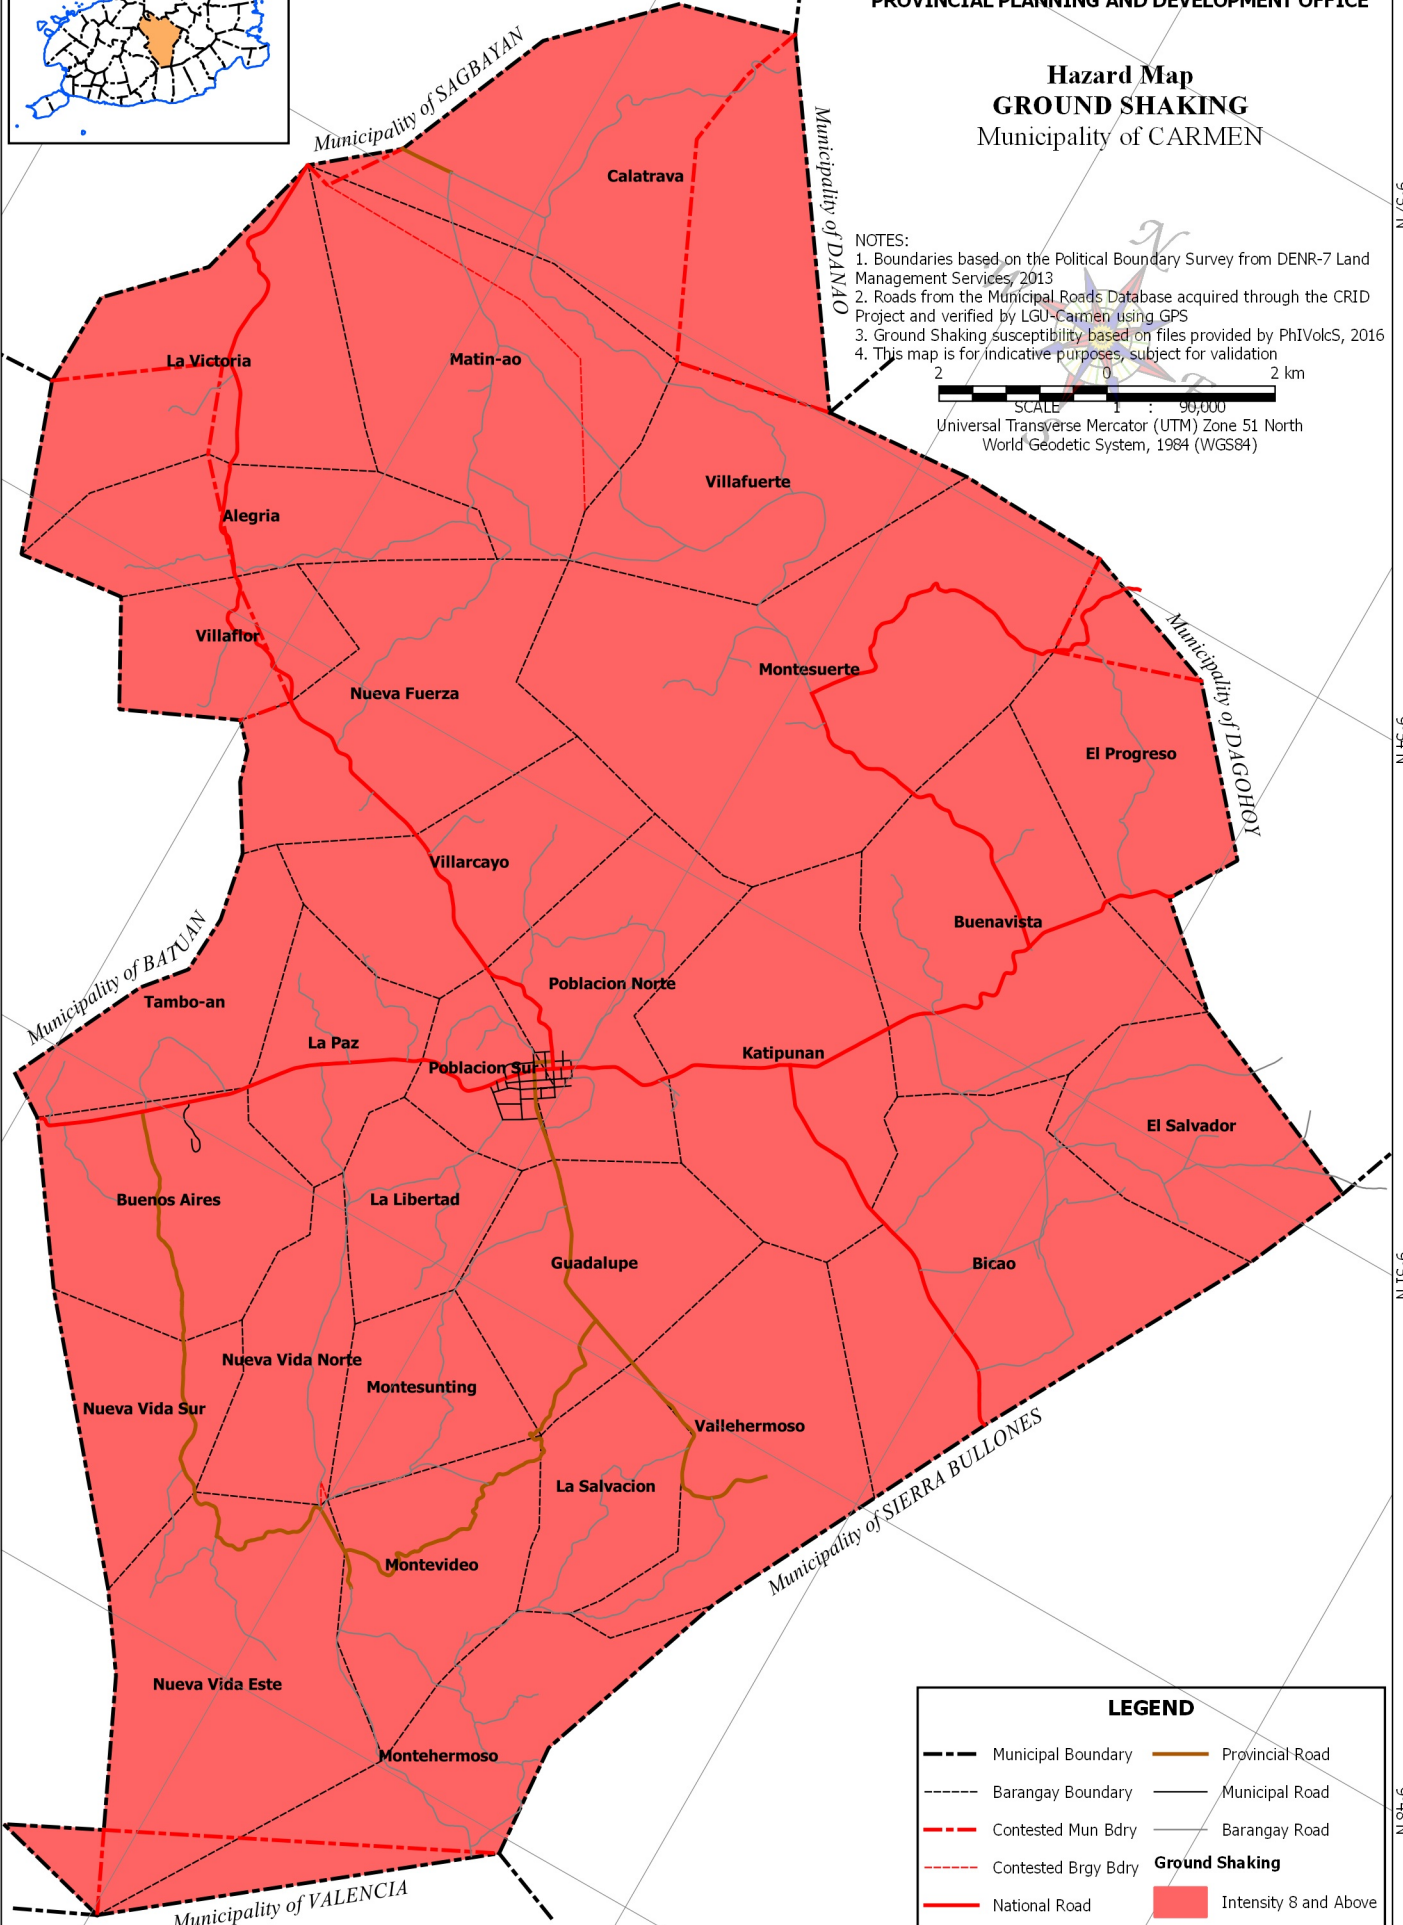 PROVINCIAL PLANNING AND DEVELOPMENT OFFICE
Hazard Map
GROUND SHAKING
Municipality of CARMEN
NOTES:
1. Boundaries based on the Political Boundary Survey from DENR-7 Land
Management Services, 2013
2. Roads from the Municipal Roads Database acquired through the CRID
Project and verified by LGU-Carmen using GPS
3. Ground Shaking susceptibility based on files provided by PhIVolcS, 2016
4. This map is for indicative purposes, subject for validation
N
W
E
S
2 0 2 km
SCALE 1 : 90,000
Universal Transverse Mercator (UTM) Zone 51 North
World Geodetic System, 1984 (WGS84)
Municipality of SAGBAYAN
Municipality of DANAO
Calatrava
La Victoria
Matin-ao
Villafuerte
Alegria
Villaflor
Nueva Fuerza
Montesuerte
Municipality of DAGOHOY
El Progreso
Villarcayo
Buenavista
Municipality of BATUAN
Tambo-an
Poblacion Norte
La Paz
Poblacion Sur
Katipunan
El Salvador
Buenos Aires
La Libertad
Guadalupe
Bicao
Nueva Vida Norte
Montesunting
Nueva Vida Sur
Vallehermoso
La Salvacion
Municipality of SIERRA BULLONES
Montevideo
Nueva Vida Este
Montehermoso
Municipality of VALENCIA
LEGEND
Municipal Boundary
Barangay Boundary
Contested Mun Bdry
Contested Brgy Bdry
National Road
Provincial Road
Municipal Road
Barangay Road
Ground Shaking
Intensity 8 and Above